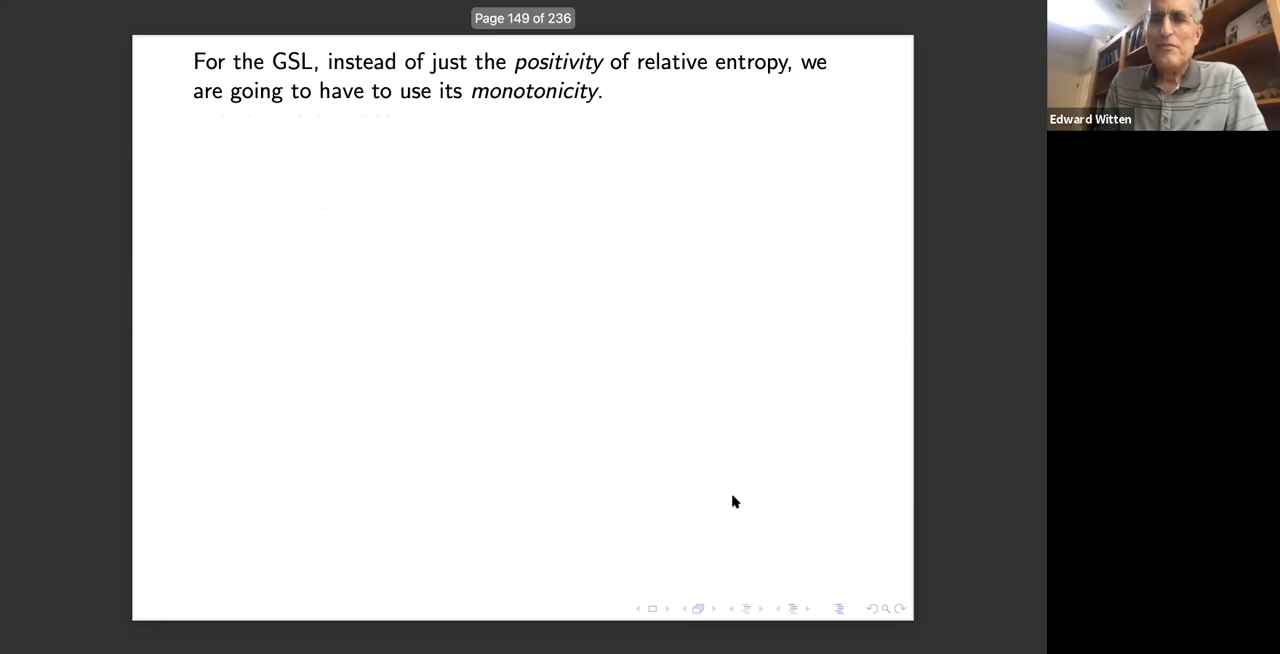 Page 149 of 236
For the GSL, instead of just the positivity of relative entropy, we
are going to have to use its monotonicity.
Edward Witten